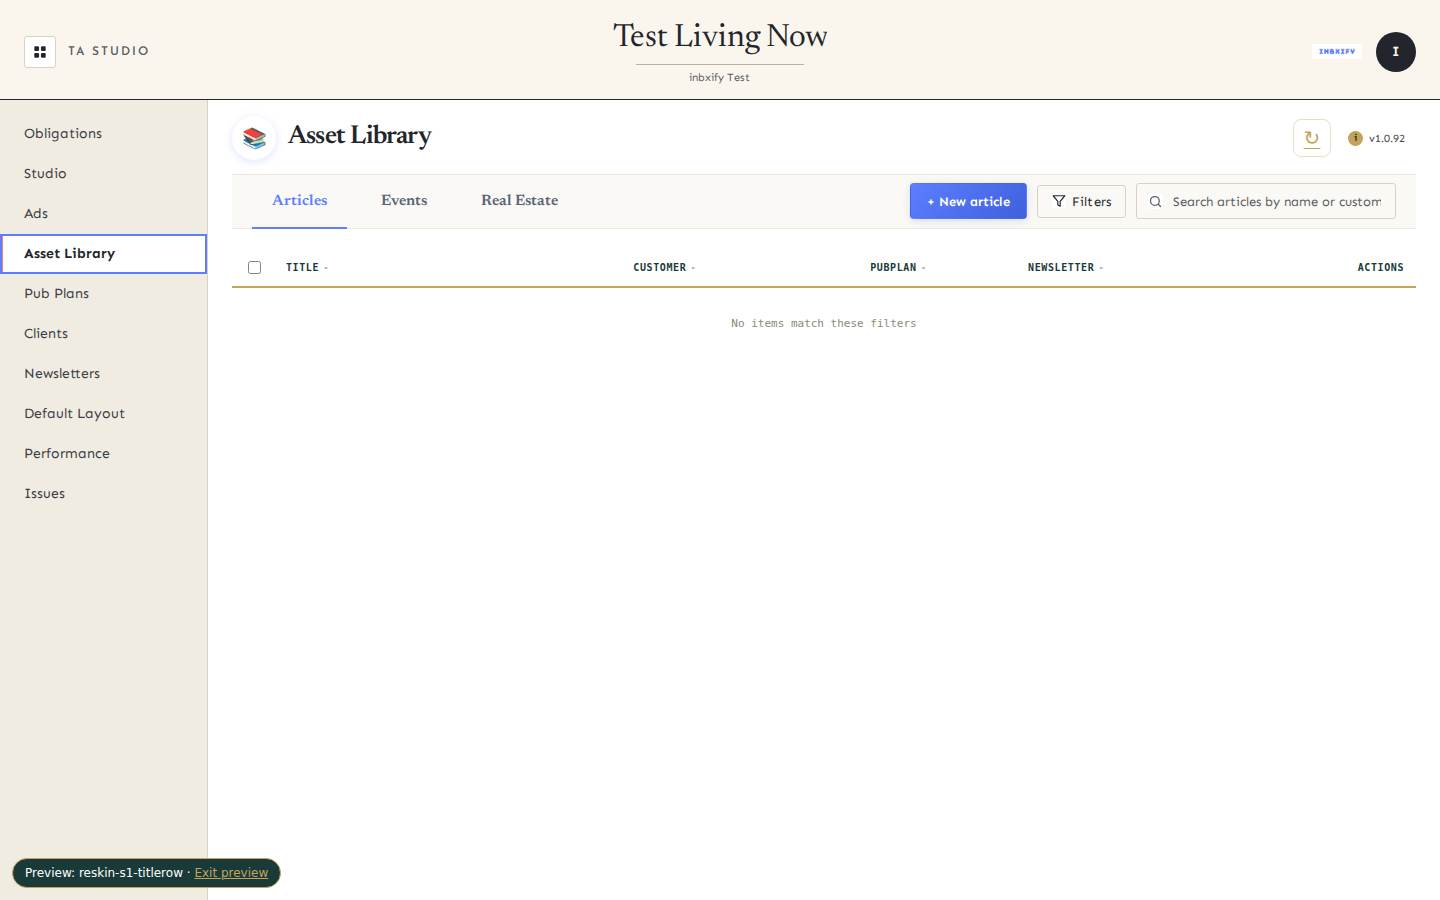 TA STUDIO
Test Living Now
inbxify Test
INBXIFY
I
Obligations
Studio
Ads
Asset Library
Pub Plans
Clients
Newsletters
Default Layout
Performance
Issues
Asset Library
↻
i v1.0.92
Articles Events Real Estate
+ New article
Filters
Search articles by name or custom
TITLE - CUSTOMER - PUBPLAN - NEWSLETTER - ACTIONS
No items match these filters
Preview: reskin-s1-titlerow · Exit preview